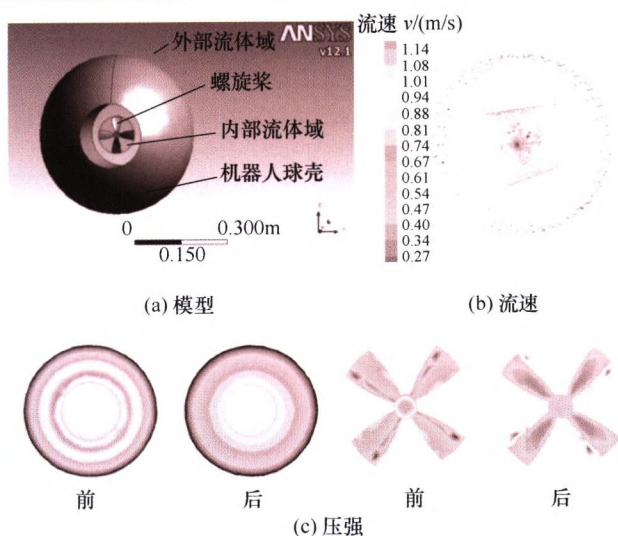 外部流体域
ANSYS
v12.1
螺旋桨
内部流体域
机器人球壳
0 0.300m
0.150
(a) 模型
流速 v/(m/s)
1.14
1.08
1.01
0.94
0.88
0.81
0.74
0.67
0.61
0.54
0.47
0.40
0.34
0.27
(b) 流速
前 后 前 后
(c) 压强